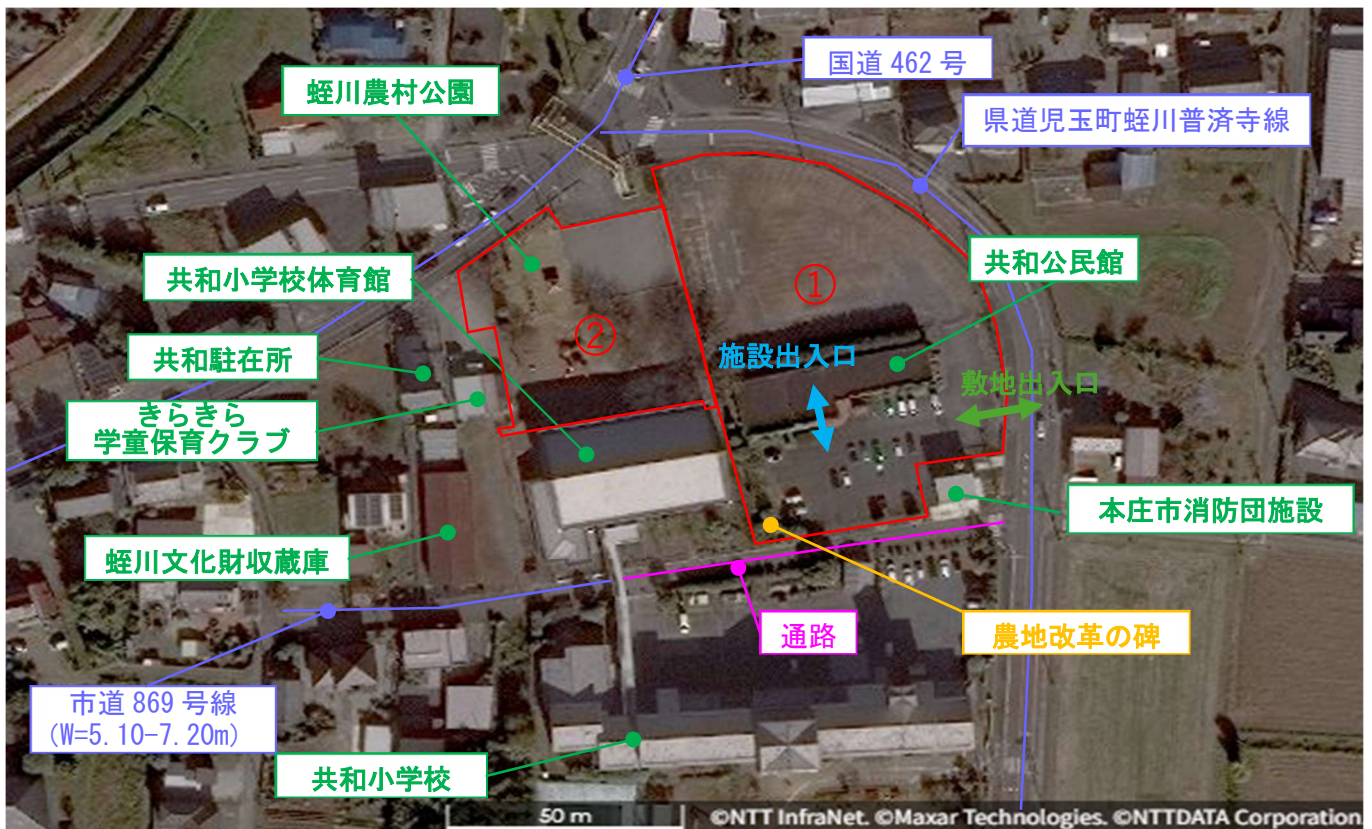 国道 462 号
蛭川農村公園
県道児玉町蛭川普済寺線
共和公民館
共和小学校体育館
①
②
共和駐在所
施設出入口
敷地出入口
きらきら
学童保育クラブ
本庄市消防団施設
蛭川文化財収蔵庫
通路
農地改革の碑
市道 869 号線
(W=5.10-7.20m)
共和小学校
50 m
©NTT InfraNet. ©Maxar Technologies. ©NTTDATA Corporation